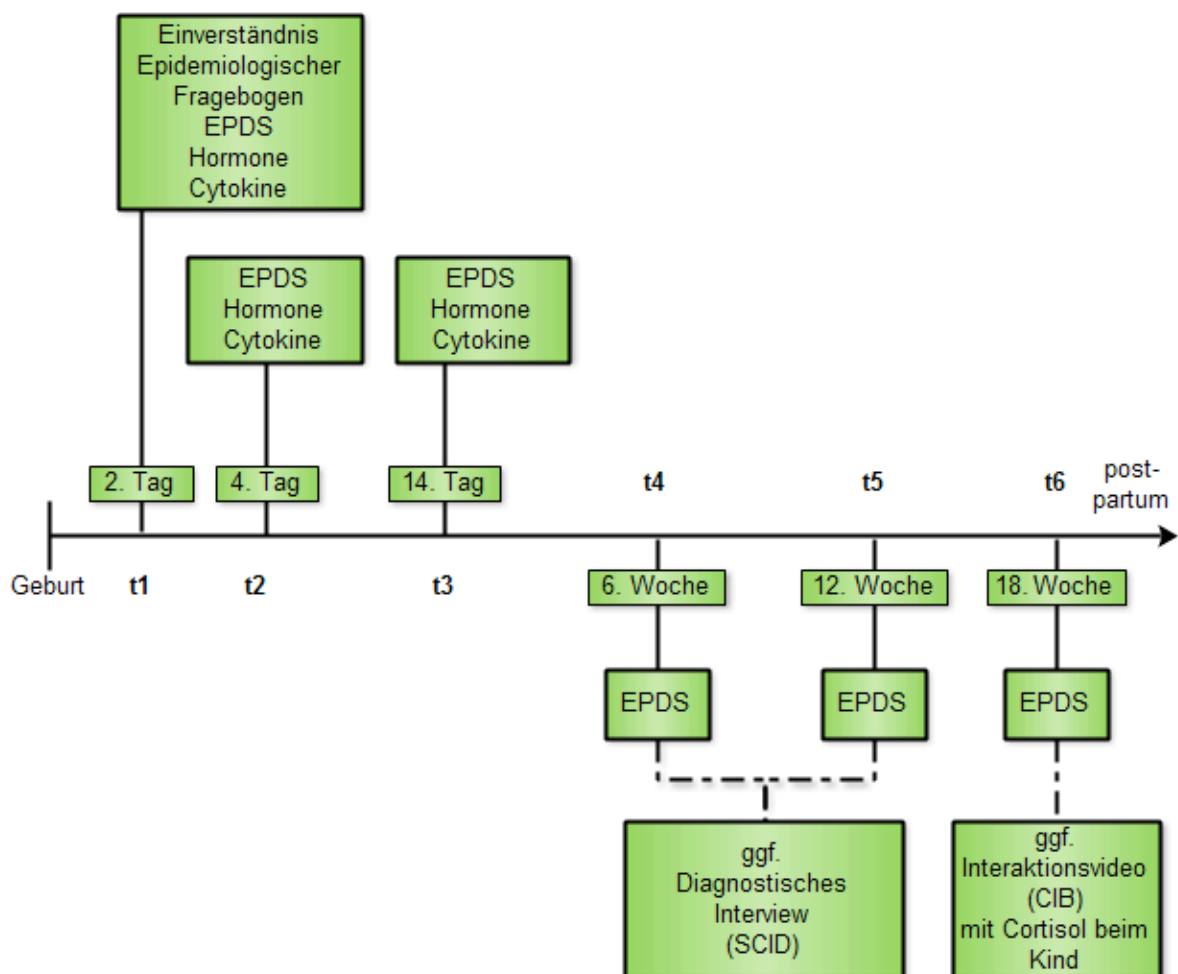 Einverständnis
Epidemiologischer
Fragebogen
EPDS
Hormone
Cytokine
EPDS
Hormone
Cytokine
EPDS
Hormone
Cytokine
2. Tag
4. Tag
14. Tag
t4
t5
t6
post-
partum
Geburt
t1
t2
t3
6. Woche
12. Woche
18. Woche
EPDS
EPDS
EPDS
ggf.
Diagnostisches
Interview
(SCID)
ggf.
Interaktionsvideo
(CIB)
mit Cortisol beim
Kind